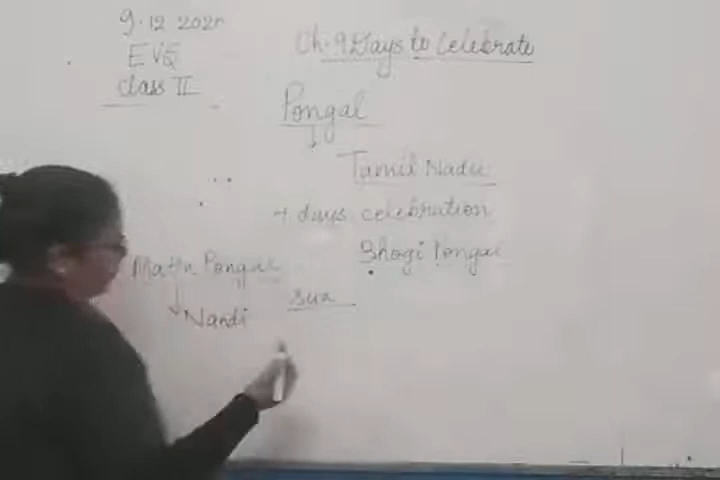 9.12 202
EVS
Class II
Ch. 9 Days to Celebrate
Pongal
Tamil Nadu
4 days celebration
Bhogi Pongal
Mattu Pongal
sun
Nandi